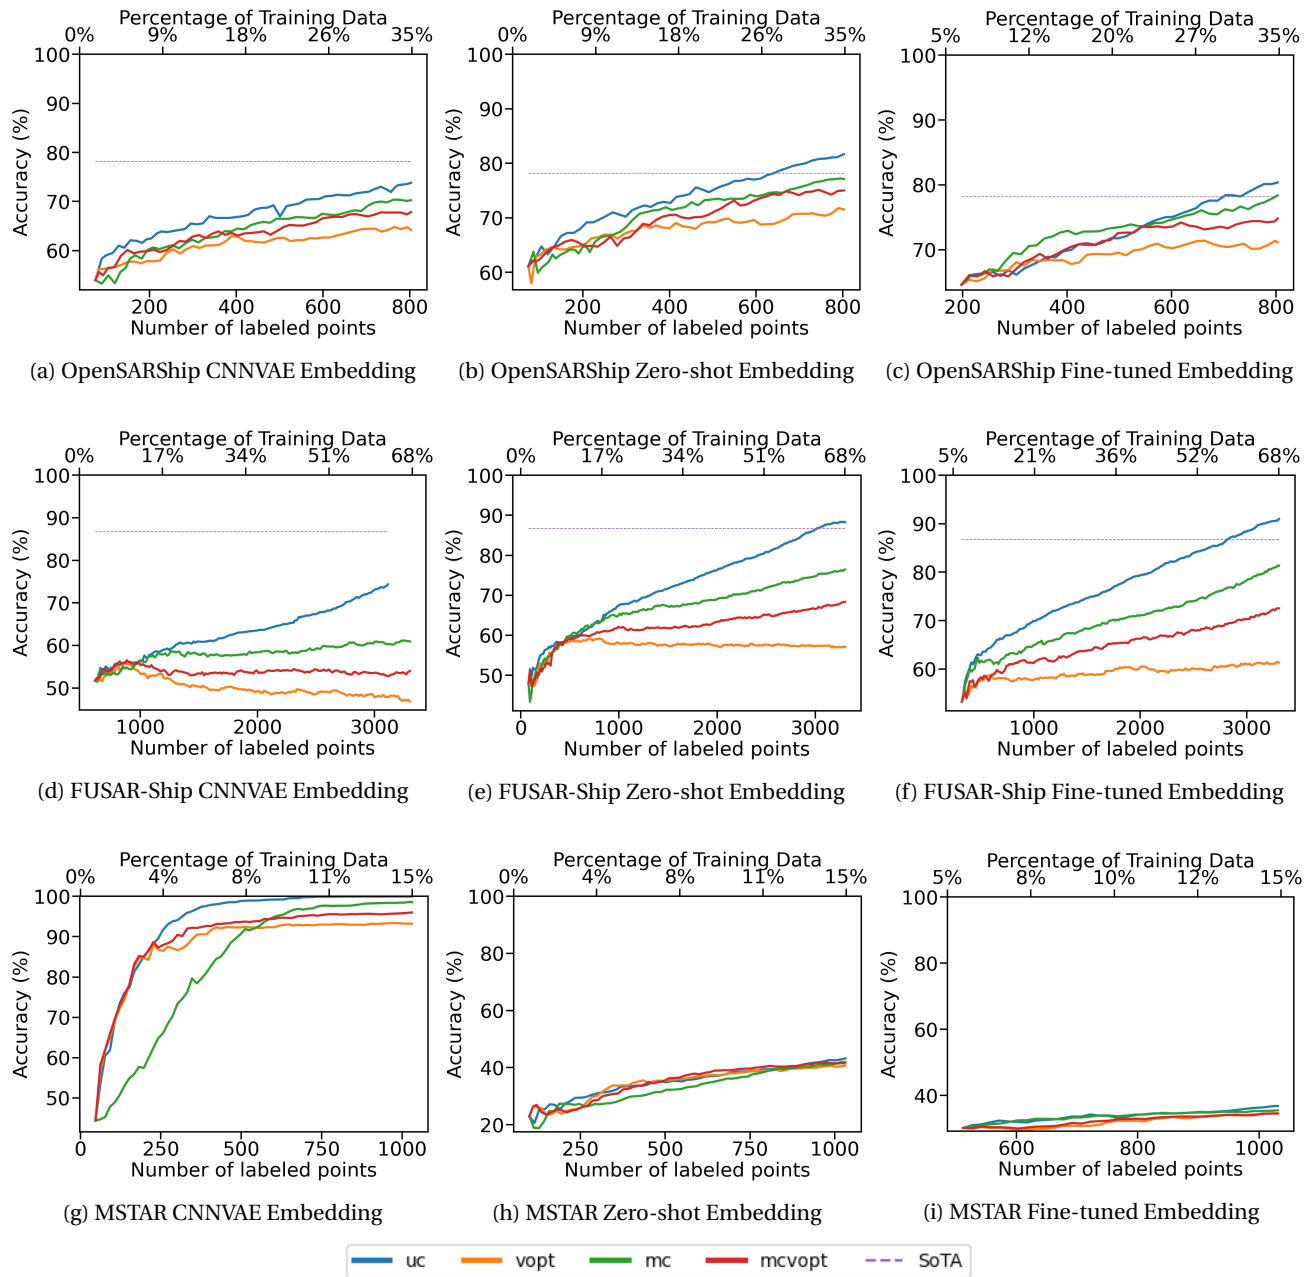 Percentage of Training Data Percentage of Training Data Percentage of Training Data
0% 9% 18% 26% 35% 0% 9% 18% 26% 35% 5% 12% 20% 27% 35%
100 100 100
90 90 90
80 80 80
70 70 70
60 60
Accuracy (%) Accuracy (%) Accuracy (%)
200 400 600 800 200 400 600 800 200 400 600 800
Number of labeled points Number of labeled points Number of labeled points
(a) OpenSARShip CNNVAE Embedding (b) OpenSARShip Zero-shot Embedding (c) OpenSARShip Fine-tuned Embedding
Percentage of Training Data Percentage of Training Data Percentage of Training Data
0% 17% 34% 51% 68% 0% 17% 34% 51% 68% 5% 21% 36% 52% 68%
100 100 100
90 90 90
80 80 80
70 70 70
60 60 60
50 50
Accuracy (%) Accuracy (%) Accuracy (%)
1000 2000 3000 0 1000 2000 3000 1000 2000 3000
Number of labeled points Number of labeled points Number of labeled points
(d) FUSAR-Ship CNNVAE Embedding (e) FUSAR-Ship Zero-shot Embedding (f) FUSAR-Ship Fine-tuned Embedding
Percentage of Training Data Percentage of Training Data Percentage of Training Data
0% 4% 8% 11% 15% 0% 4% 8% 11% 15% 5% 8% 10% 12% 15%
100 100 100
90 80 80
80 60 60
70 40 40
60 20
50
Accuracy (%) Accuracy (%) Accuracy (%)
0 250 500 750 1000 250 500 750 1000 600 800 1000
Number of labeled points Number of labeled points Number of labeled points
(g) MSTAR CNNVAE Embedding (h) MSTAR Zero-shot Embedding (i) MSTAR Fine-tuned Embedding
uc vopt mc mcvopt SoTA